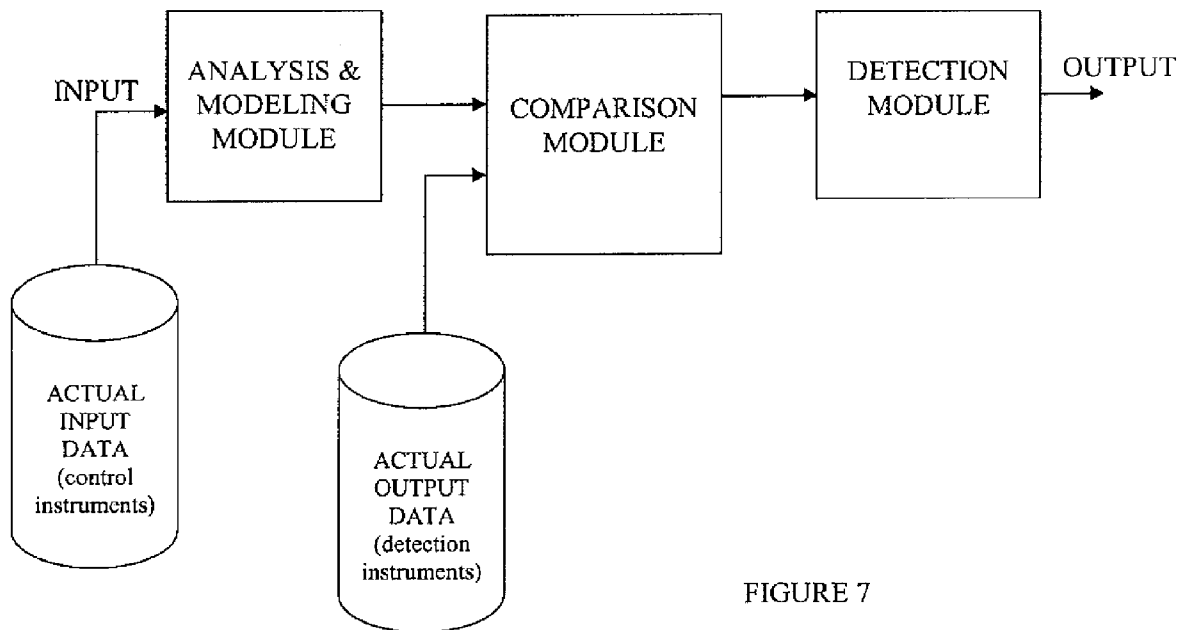 INPUT
ANALYSIS &
MODELING
MODULE
COMPARISON
MODULE
DETECTION
MODULE
OUTPUT
ACTUAL
INPUT
DATA
(control
instruments)
ACTUAL
OUTPUT
DATA
(detection
instruments)
FIGURE 7